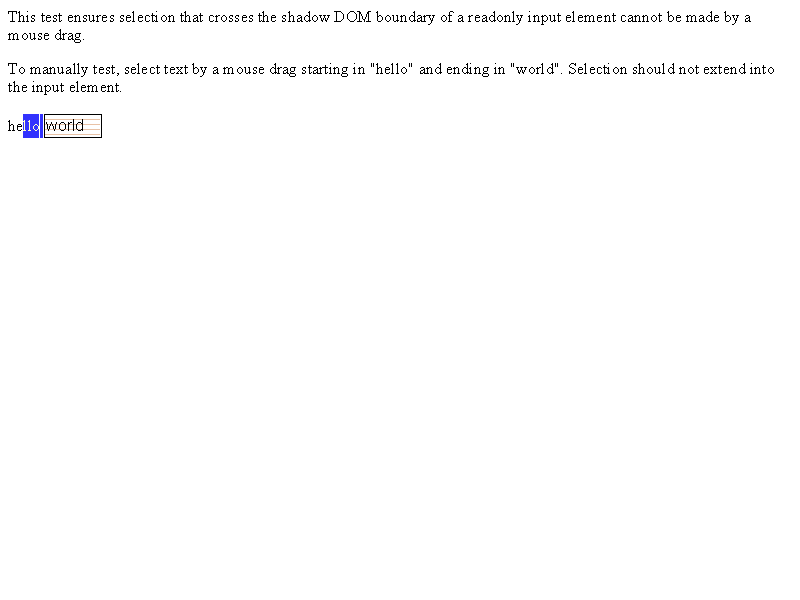 This test ensures selection that crosses the shadow DOM boundary of a readonly input element cannot be made by a
mouse drag.
To manually test, select text by a mouse drag starting in "hello" and ending in "world". Selection should not extend into
the input element.
hello world